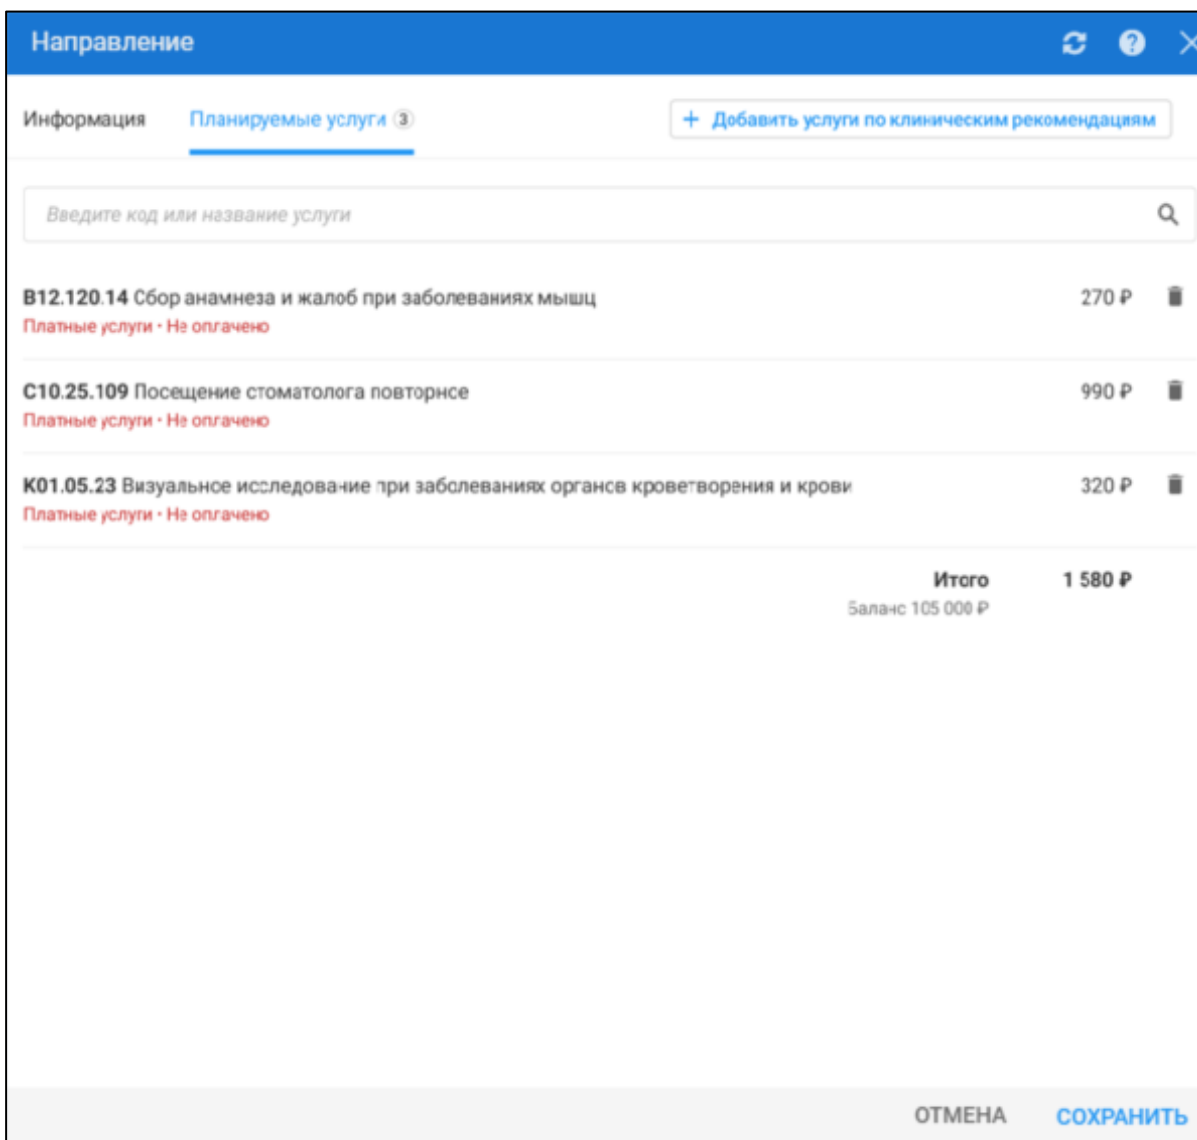 Направление
Информация Планируемые услуги 3 + Добавить услуги по клиническим рекомендациям
Введите код или название услуги
B12.120.14 Сбор анамнеза и жалоб при заболеваниях мышц 270 ₽
Платные услуги • Не оплачено
C10.25.109 Посещение стоматолога повторное 990 ₽
Платные услуги • Не оплачено
K01.05.23 Визуальное исследование при заболеваниях органов кроветворения и крови 320 ₽
Платные услуги • Не оплачено
Итого 1 580 ₽
Баланс 105 000 ₽
ОТМЕНА СОХРАНИТЬ